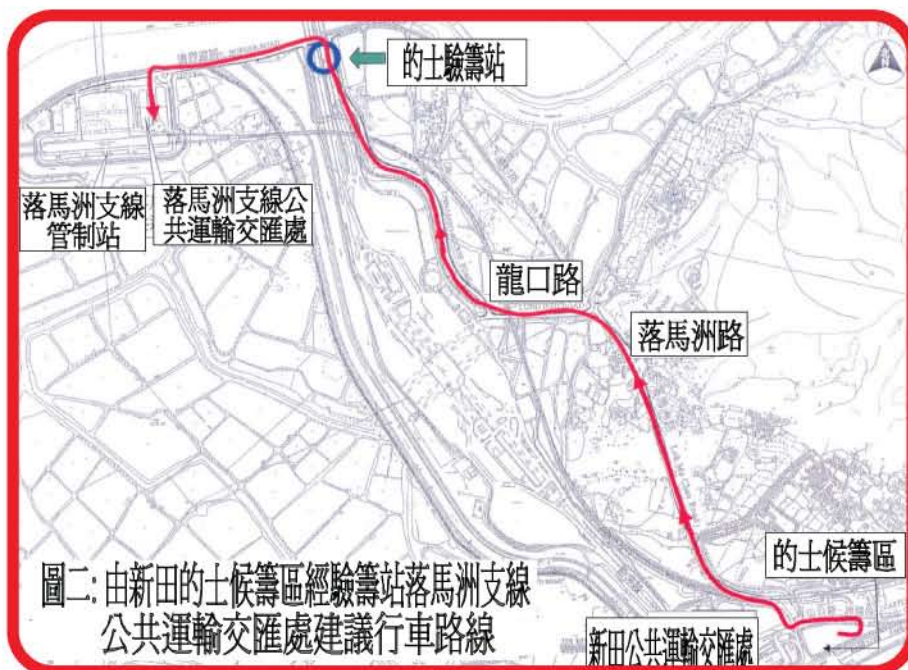 的士驗籌站
落馬洲支線
管制站
落馬洲支線公
共運輸交匯處
龍口路
落馬洲路
的士候籌區
新田公共運輸交匯處
圖二: 由新田的士候籌區經驗籌站落馬洲支線
公共運輸交匯處建議行車路線